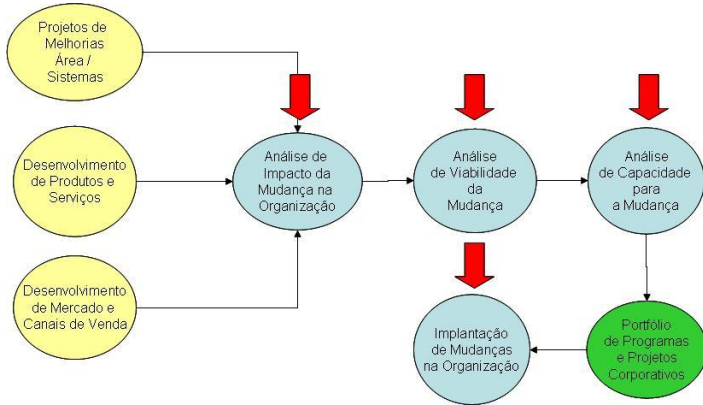 Projetos de
Melhorias
Área /
Sistemas
Desenvolvimento
de Produtos e
Serviços
Desenvolvimento
de Mercado e
Canais de Venda
Análise de
Impacto da
Mudança na
Organização
Análise
de Viabilidade
da
Mudança
Análise
de Capacidade
para
a Mudança
Implantação
de Mudanças
na Organização
Portfólio
de Programas
e Projetos
Corporativos